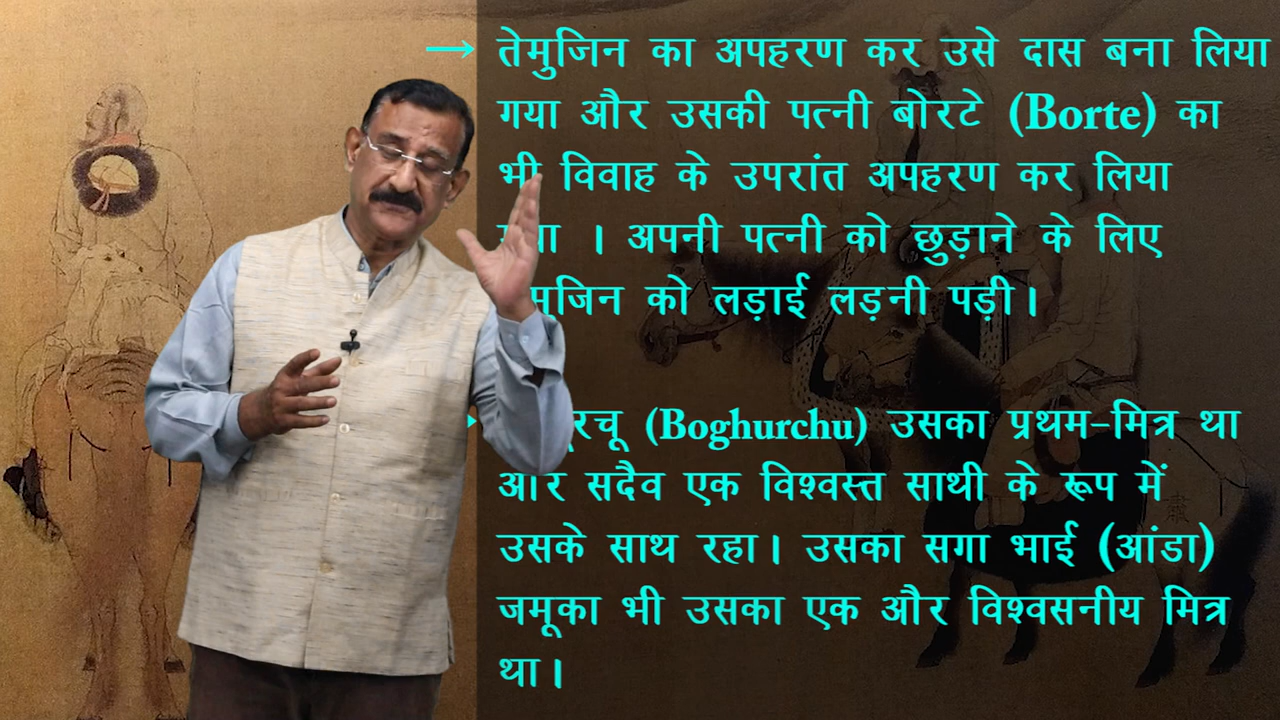 → तेमुजिन का अपहरण कर उसे दास बना लिया
गया और उसकी पत्नी बोरटे (Borte) का
भी विवाह के उपरांत अपहरण कर लिया
। अपनी पत्नी को छुड़ाने के लिए
को लड़ाई लड़नी पड़ी।
(Boghurchu) उसका प्रथम-मित्र था
और सदैव एक विश्वस्त साथी के रूप में
उसके साथ रहा। उसका सगा भाई (आंडा)
जमूका भी उसका एक और विश्वसनीय मित्र
था।